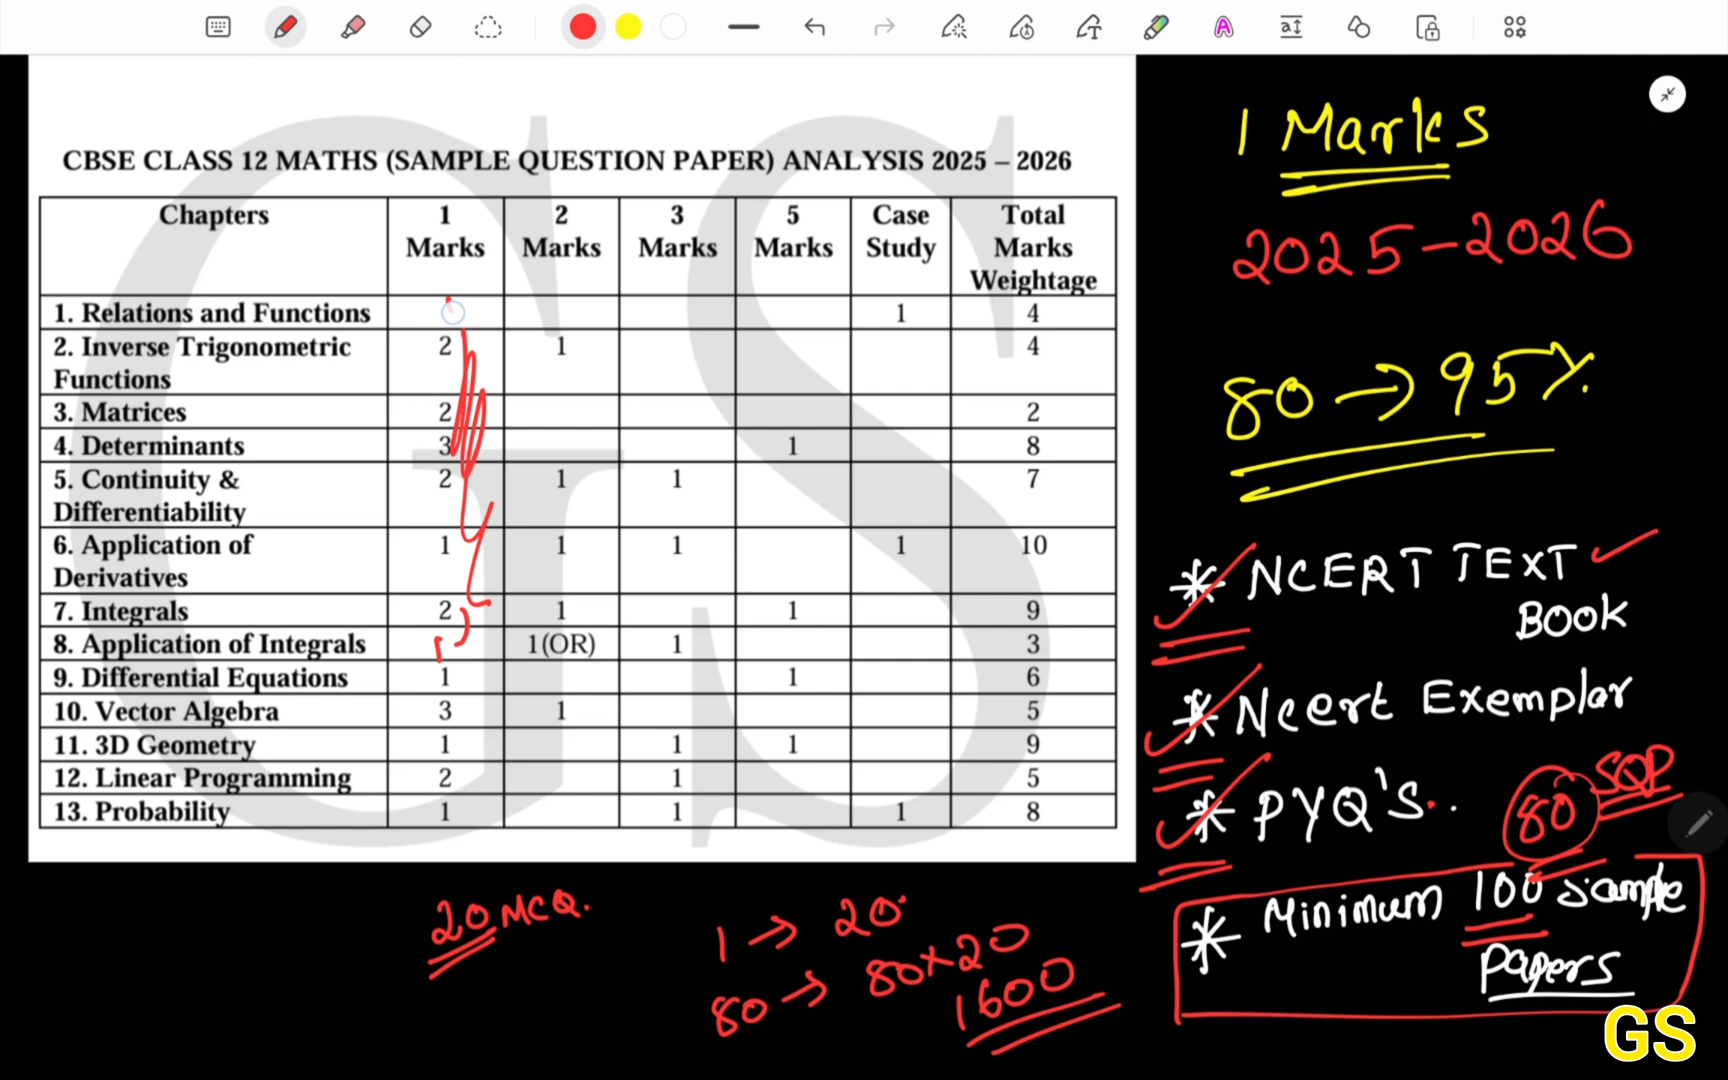 CBSE CLASS 12 MATHS (SAMPLE QUESTION PAPER) ANALYSIS 2025 – 2026
Chapters 1 Marks 2 Marks 3 Marks 5 Marks Case Study Total Marks Weightage
1. Relations and Functions 1 4
2. Inverse Trigonometric Functions 2 1 4
3. Matrices 2 2
4. Determinants 3 1 8
5. Continuity & Differentiability 2 1 1 7
6. Application of Derivatives 1 1 1 1 10
7. Integrals 2 1 1 9
8. Application of Integrals 1(OR) 1 3
9. Differential Equations 1 1 6
10. Vector Algebra 3 1 5
11. 3D Geometry 1 1 1 9
12. Linear Programming 2 1 5
13. Probability 1 1 1 8
GS
20 MCQ.
1 → 20
80 → 80×20
1600
1 Marks
2025-2026
80 → 95%
* NCERT TEXT
BOOK
* Ncert Exemplar
* PYQ's..
80 SQP
* Minimum 100 sample
Papers
GS